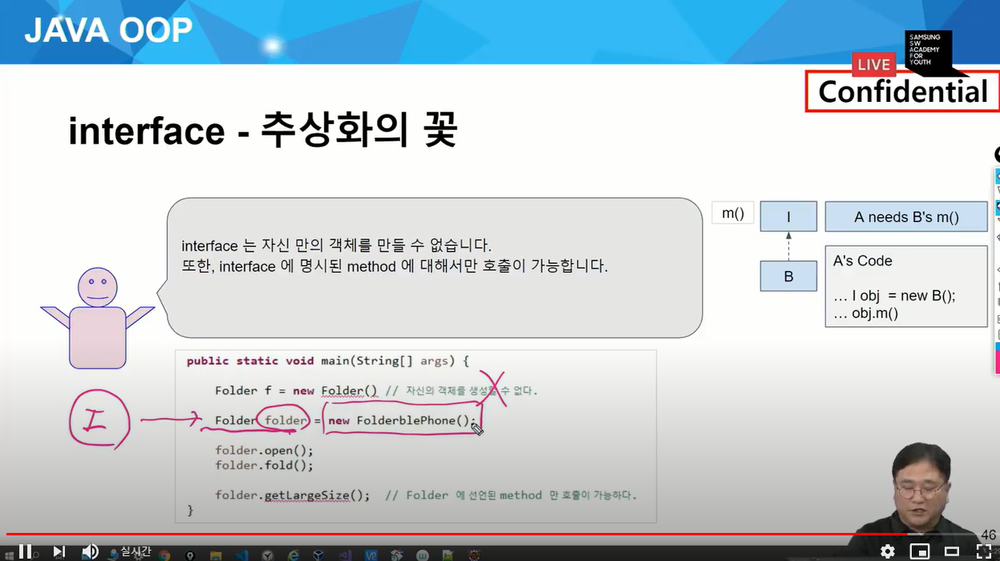 JAVA OOP
SAMSUNG
SW
ACADEMY
FOR
YOUTH
LIVE
Confidential
interface - 추상화의 꽃
interface 는 자신 만의 객체를 만들 수 없습니다.
또한, interface 에 명시된 method 에 대해서만 호출이 가능합니다.
m()
I
A needs B's m()
B
A's Code
... I obj = new B();
... obj.m()
public static void main(String[] args) {
Folder f = new Folder() // 자신의 객체를 생성할 수 없다.
I
Folder folder = new FolderblePhone();
folder.open();
folder.fold();
folder.getLargeSize(); // Folder 에 선언된 method 만 호출이 가능하다.
}
46
실시간